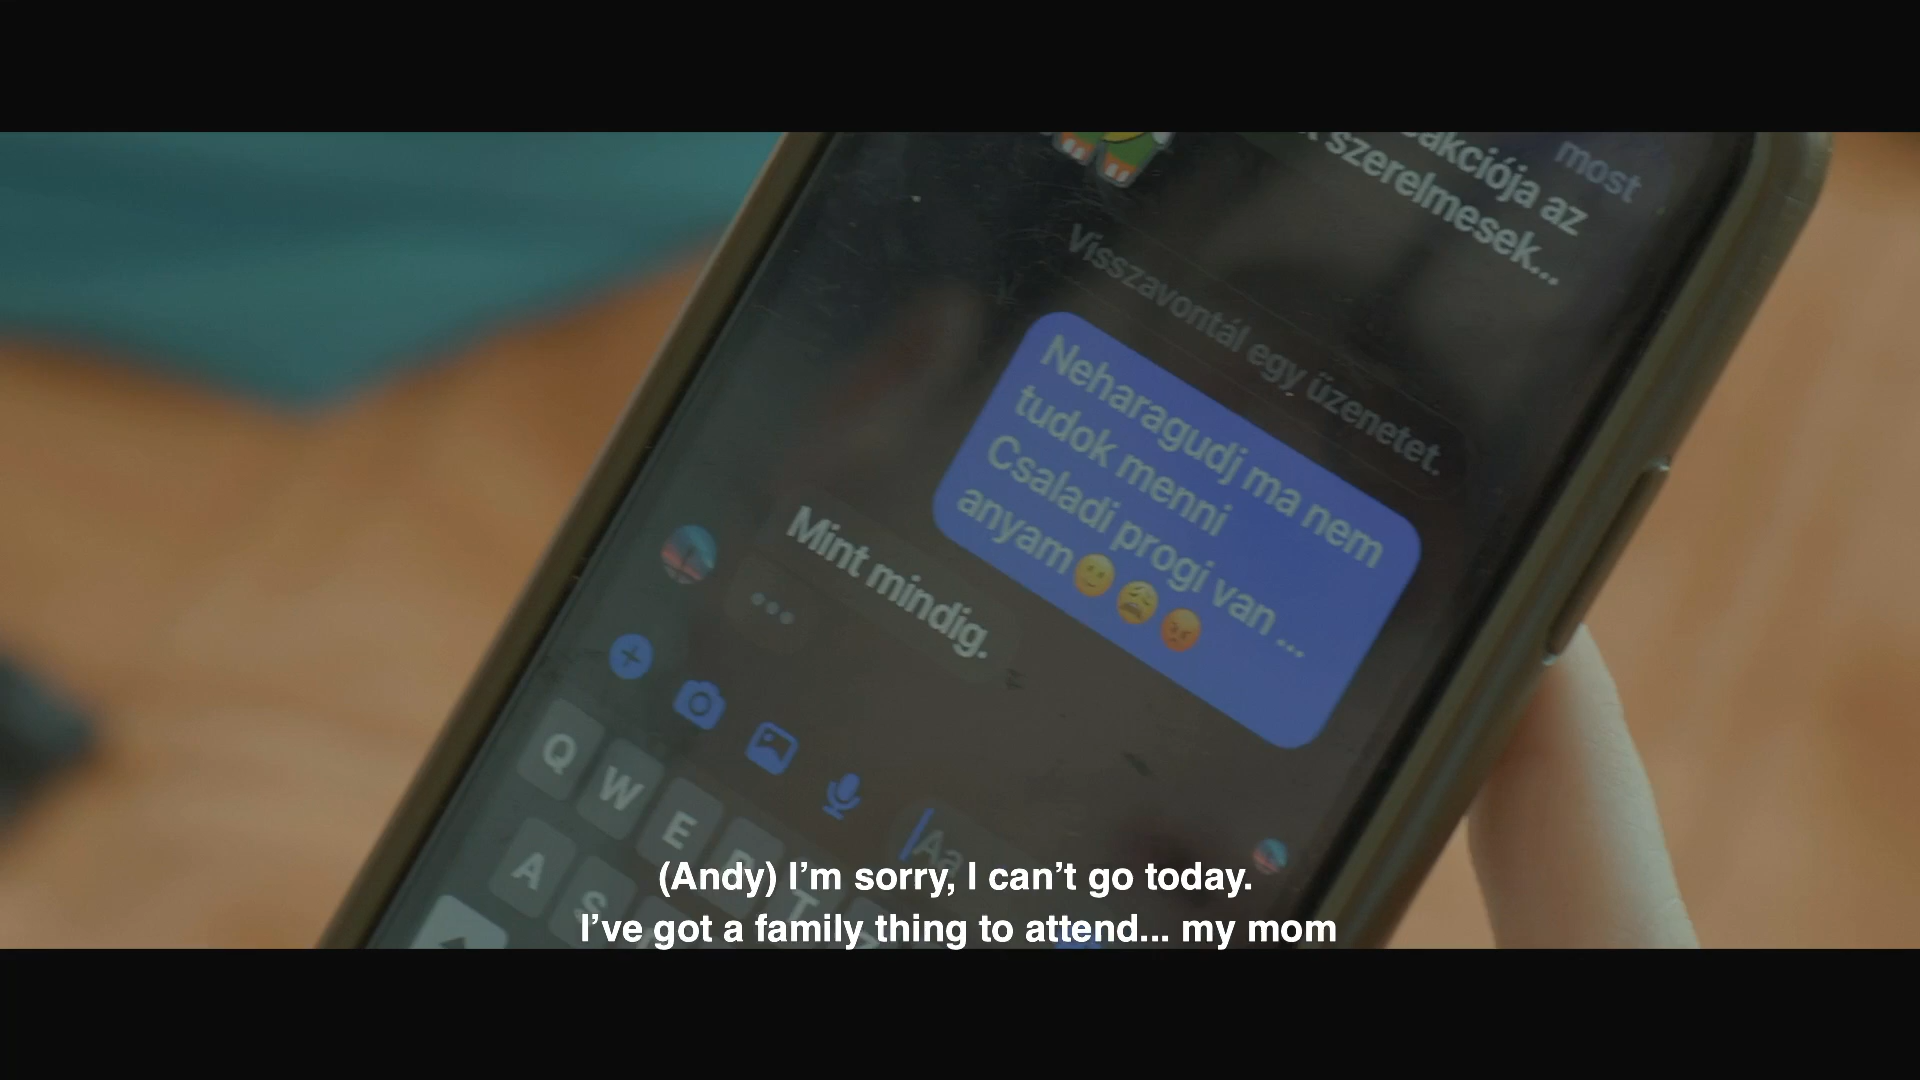 most
akciója az
szerelmesek...
Visszavontál egy üzenetet.
Neharagudj ma nem
tudok menni
Csaladi progi van ...
anyam🙂😩😡
Mint mindig.
Aa
Q W E T
A S
(Andy) I'm sorry, I can't go today.
I've got a family thing to attend... my mom